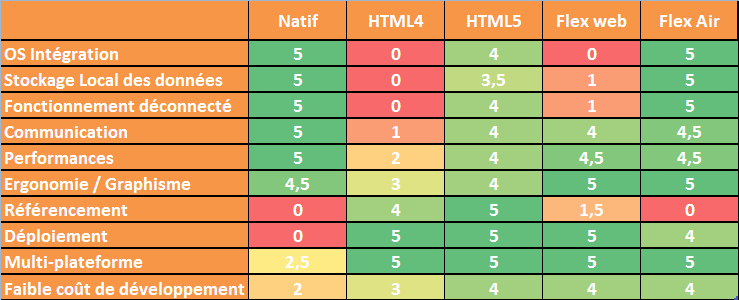 Natif HTML4 HTML5 Flex web Flex Air
OS Intégration 5 0 4 0 5
Stockage Local des données 5 0 3,5 1 5
Fonctionnement déconnecté 5 0 4 1 5
Communication 5 1 4 4 4,5
Performances 5 2 4 4,5 4,5
Ergonomie / Graphisme 4,5 3 4 5 5
Référencement 0 4 5 1,5 0
Déploiement 0 5 5 5 4
Multi-plateforme 2,5 5 5 5 5
Faible coût de développement 2 3 4 4 4